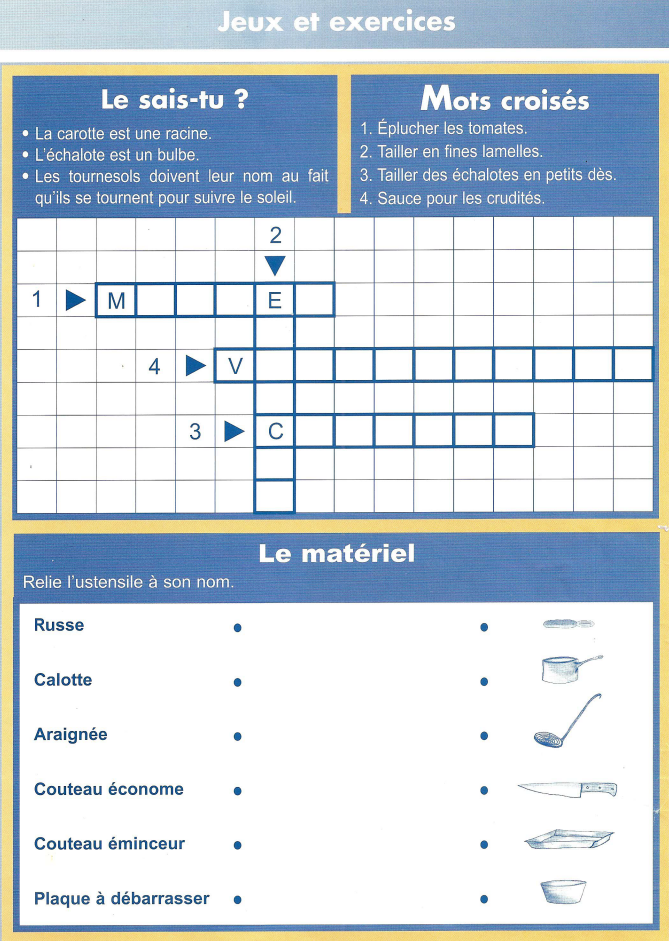 Jeux et exercices
Le sais-tu ?
• La carotte est une racine.
• L'échalote est un bulbe.
• Les tournesols doivent leur nom au fait
qu'ils se tournent pour suivre le soleil.
Mots croisés
1. Éplucher les tomates.
2. Tailler en fines lamelles.
3. Tailler des échalotes en petits dès.
4. Sauce pour les crudités.
2
1 M E
4 V
3 C
Le matériel
Relie l'ustensile à son nom.
Russe
Calotte
Araignée
Couteau économe
Couteau éminceur
Plaque à débarrasser